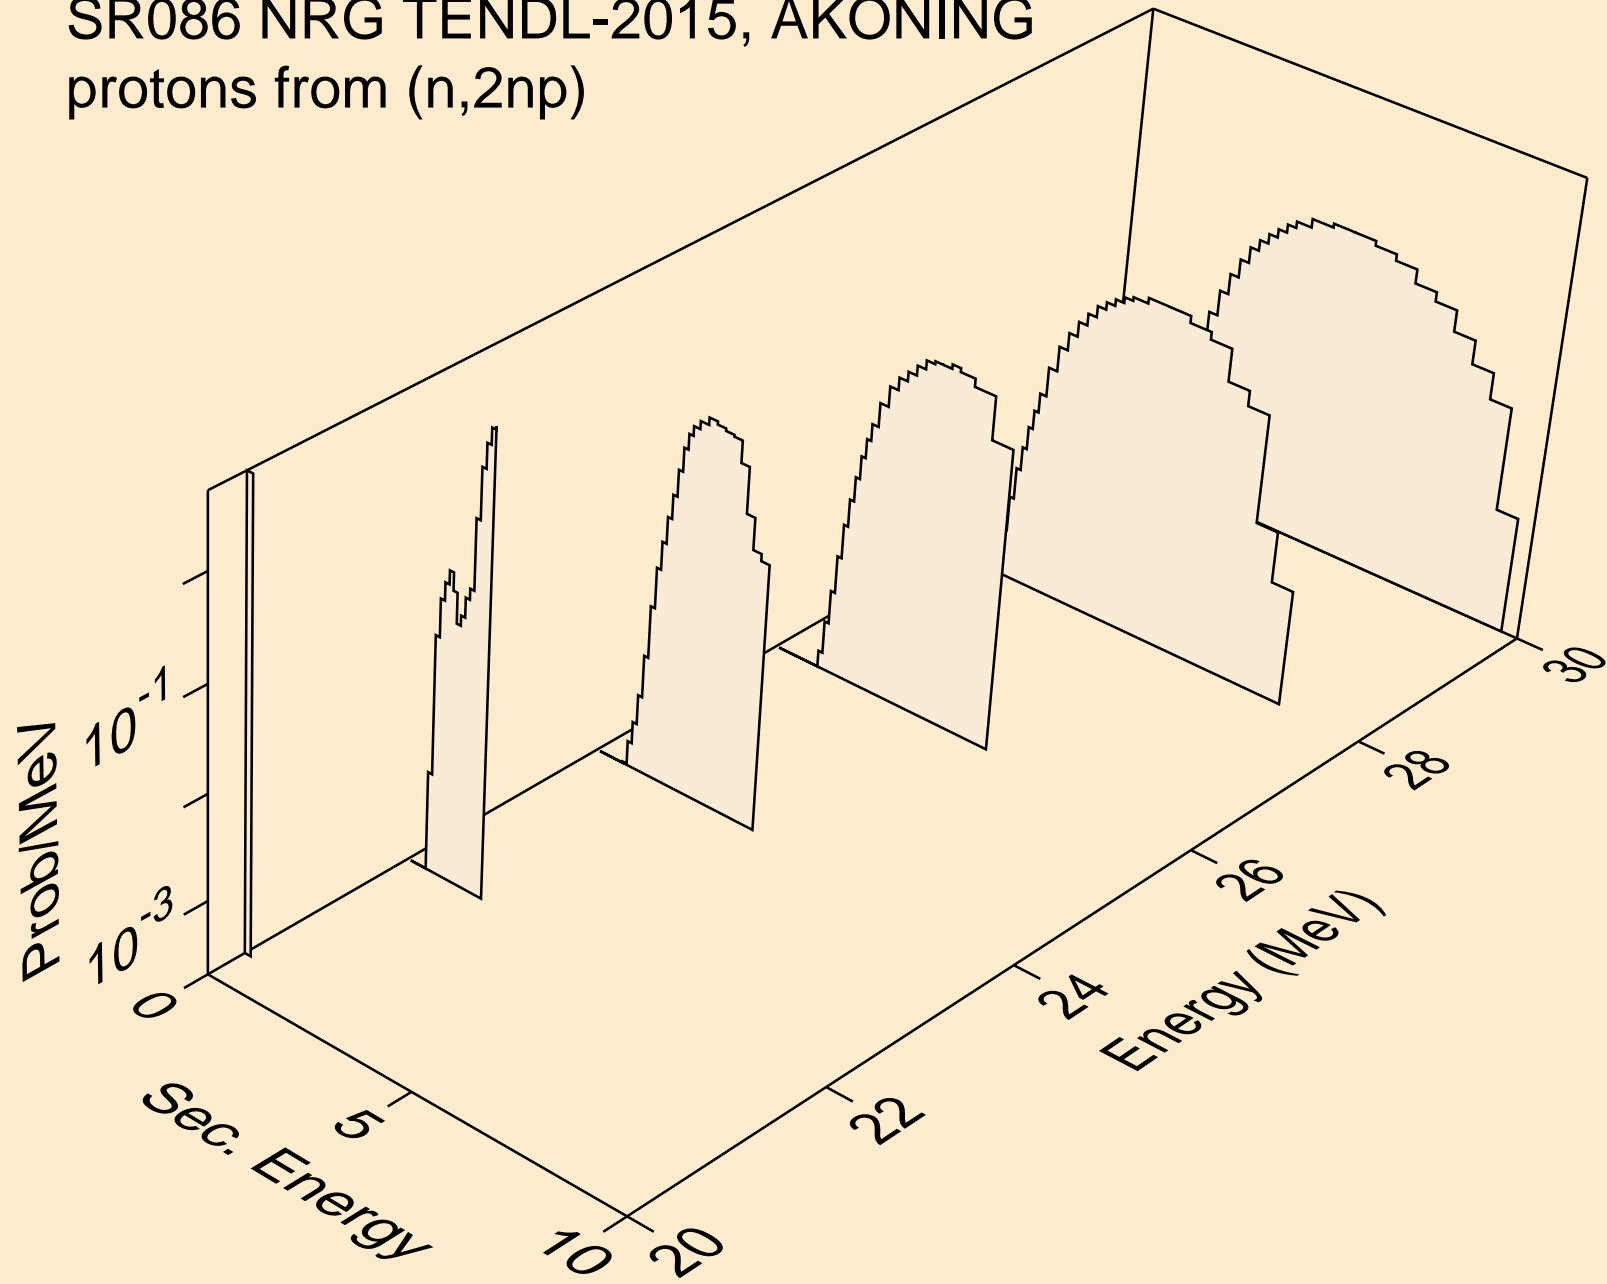 SR086 NRG TENDL-2015, AKONING
protons from (n,2np)
Prob/MeV
10^-1
10^-3
0
5
10
Sec. Energy
20
22
24
26
28
30
Energy (MeV)